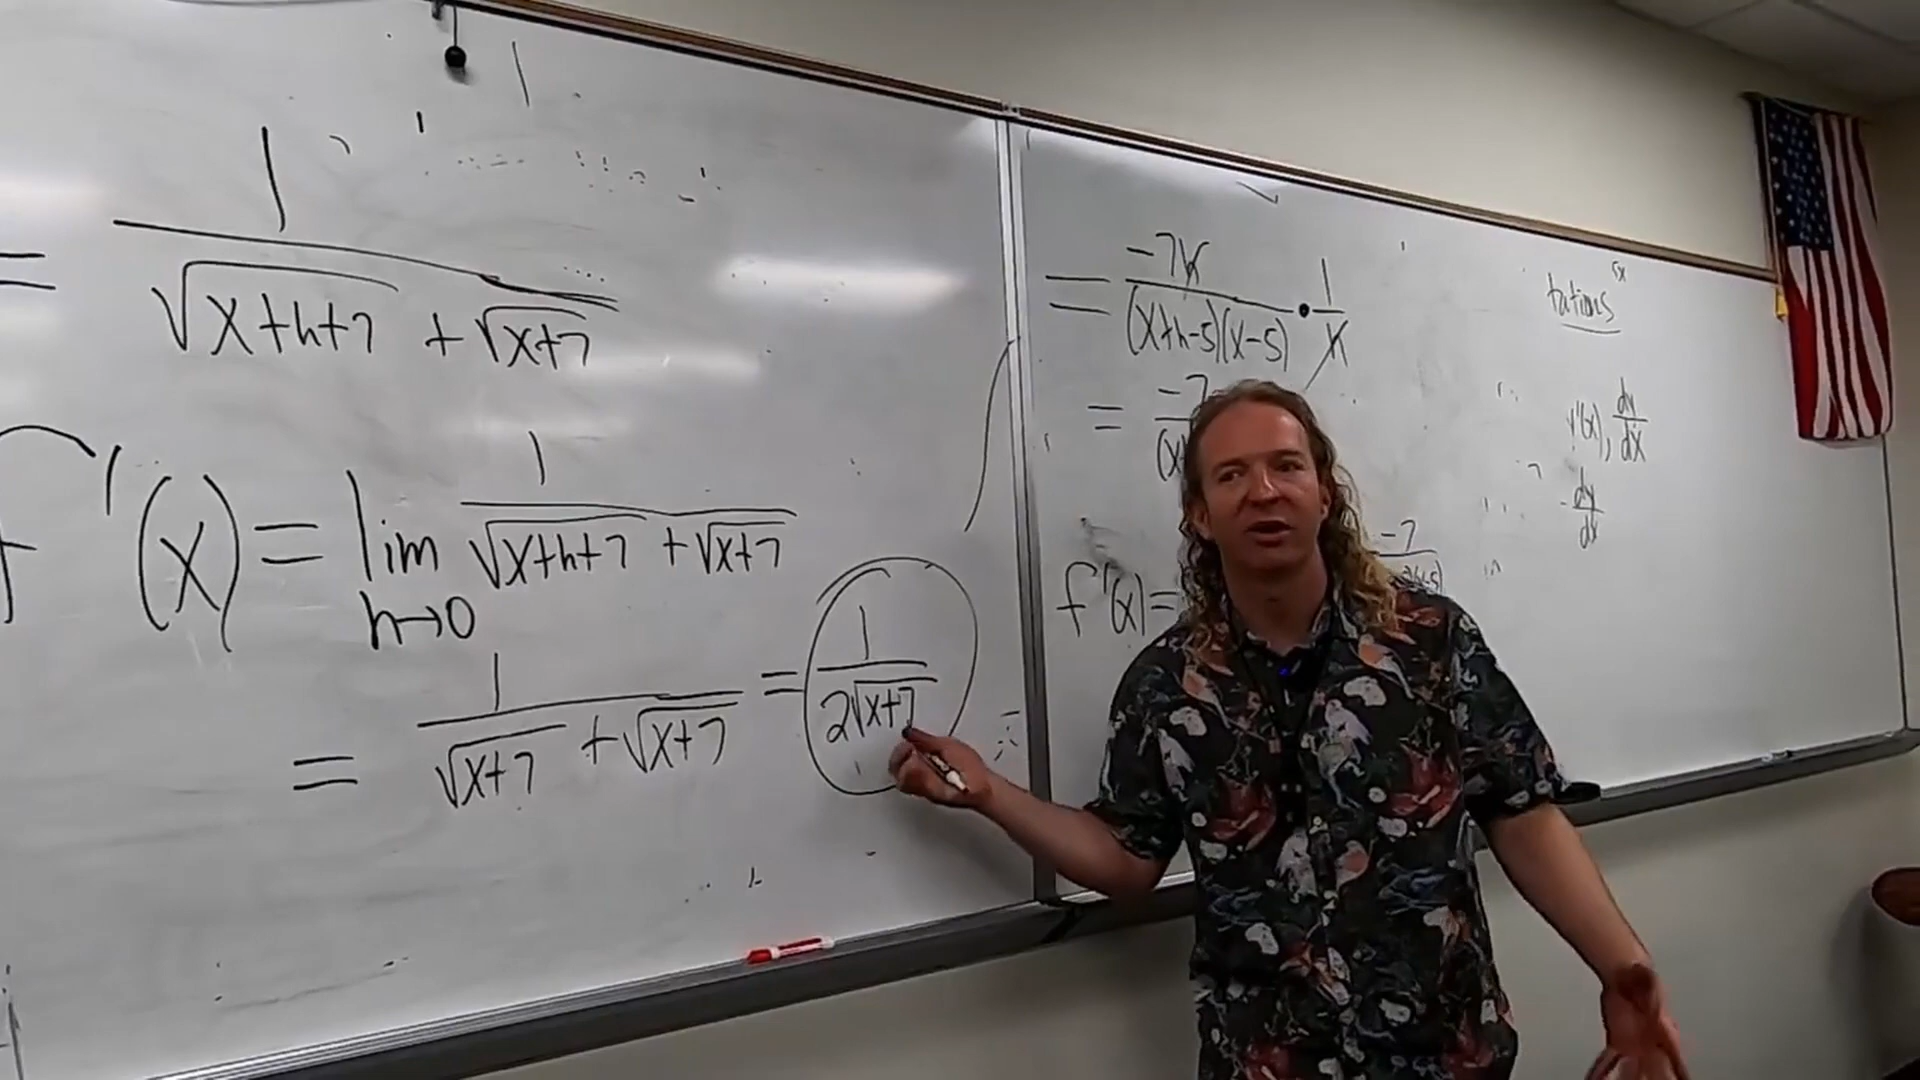 = 1/(√(x+h+7) + √(x+7))
f'(x) = lim h→0 1/(√(x+h+7) + √(x+7))
= 1/(√(x+7) + √(x+7)) = 1/(2√(x+7))
= -7h/((x+h-5)(x-5)) • 1/h
= -7/(x
f'(x) = -7
tations
y'(x), dy/dx
dy/dx